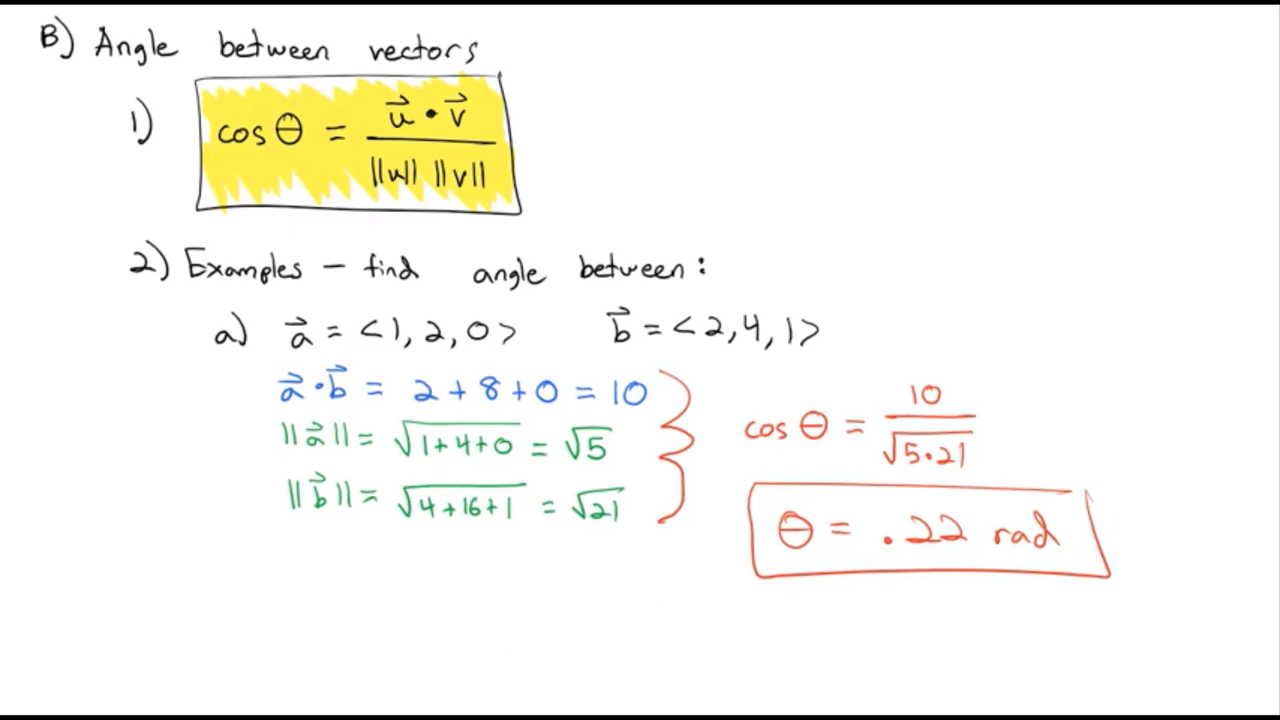 B) Angle between vectors
1) cos θ = u⃗ • v⃗ / ||u|| ||v||
2) Examples – find angle between:
a) a⃗ = <1, 2, 0> b⃗ = <2, 4, 1>
a⃗ • b⃗ = 2 + 8 + 0 = 10
||a⃗|| = √(1+4+0) = √5
||b⃗|| = √(4+16+1) = √21
cos θ = 10 / √(5•21)
θ = .22 rad